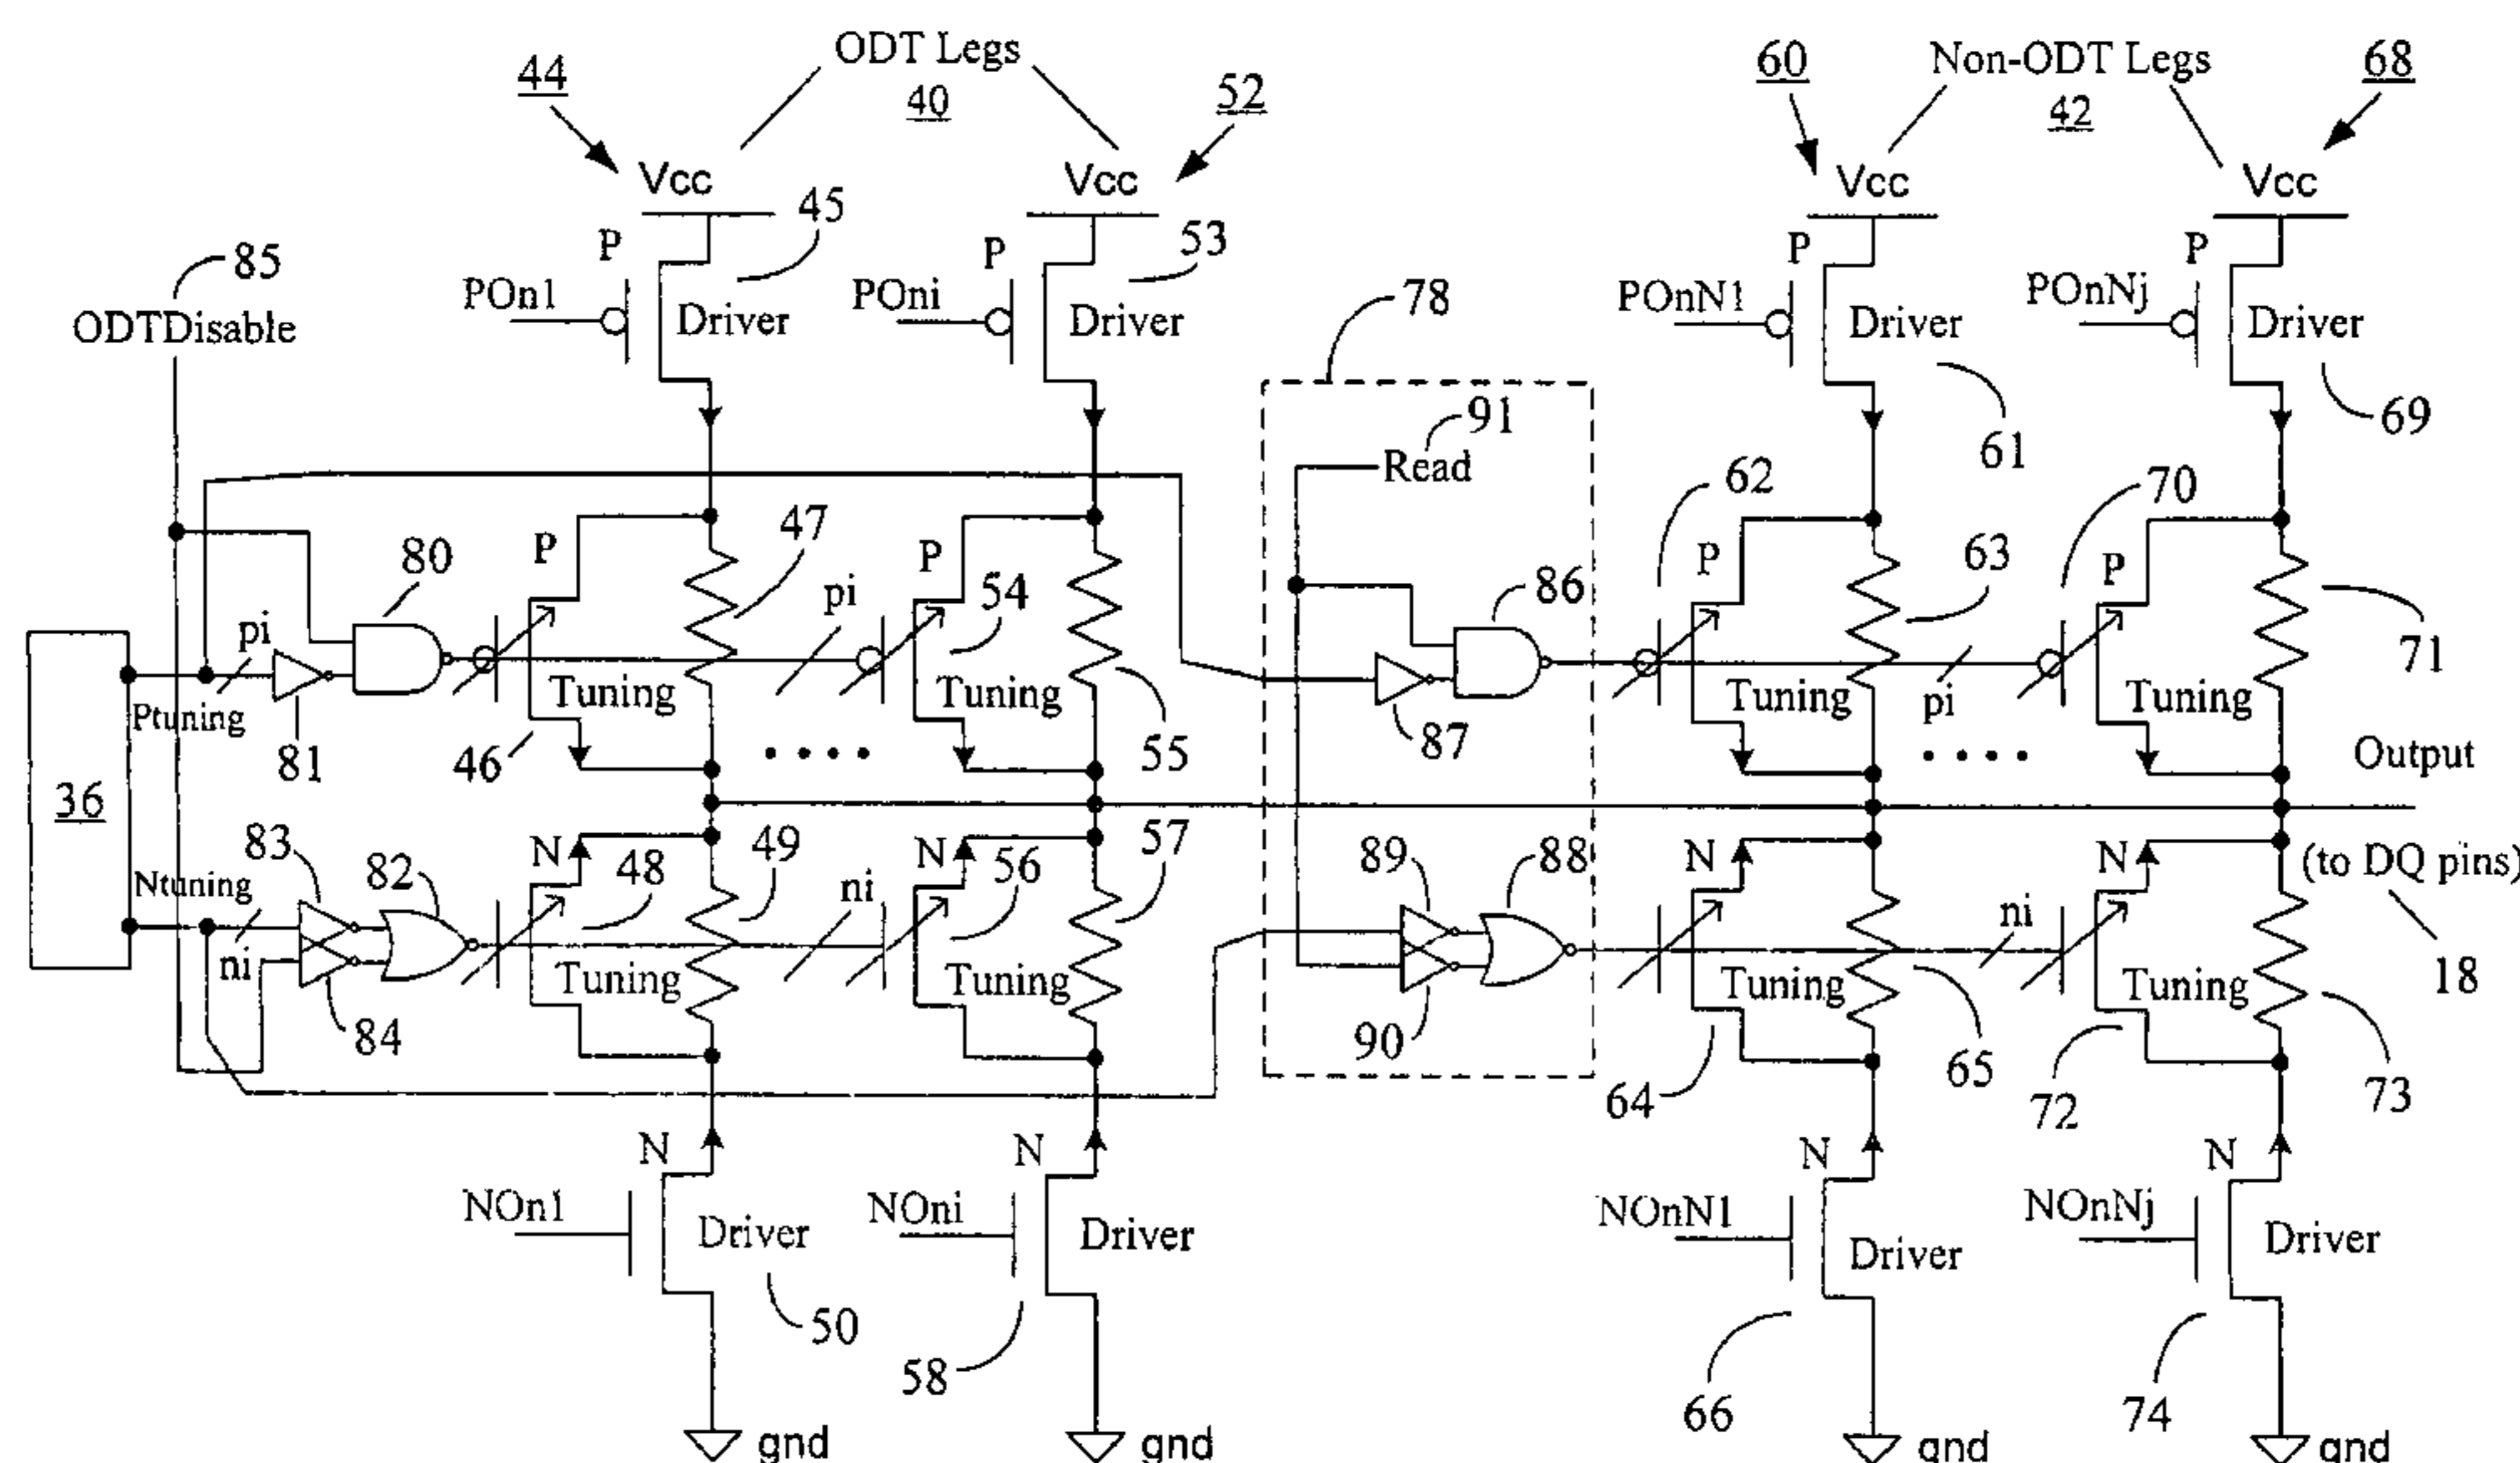 44
ODT Legs
40
52
60
Non-ODT Legs
42
68
Vcc
Vcc
Vcc
Vcc
85
ODTDisable
P
45
POn1
Driver
P
53
POni
Driver
78
P
POnN1
Driver
61
P
POnNj
Driver
69
91
Read
47
80
P
P
54
pi
pi
Ptuning
81
Tuning
46
Tuning
55
86
87
62
P
63
70
P
71
Tuning
pi
Tuning
Output
36
83
Ntuning
ni
82
84
N
48
49
Tuning
ni
N
56
57
Tuning
89
88
90
N
Tuning
64
65
ni
N
Tuning
72
73
(to DQ pins)
18
N
NOn1
Driver
50
N
NOni
Driver
58
N
NOnN1
Driver
66
N
NOnNj
Driver
74
gnd
gnd
gnd
gnd